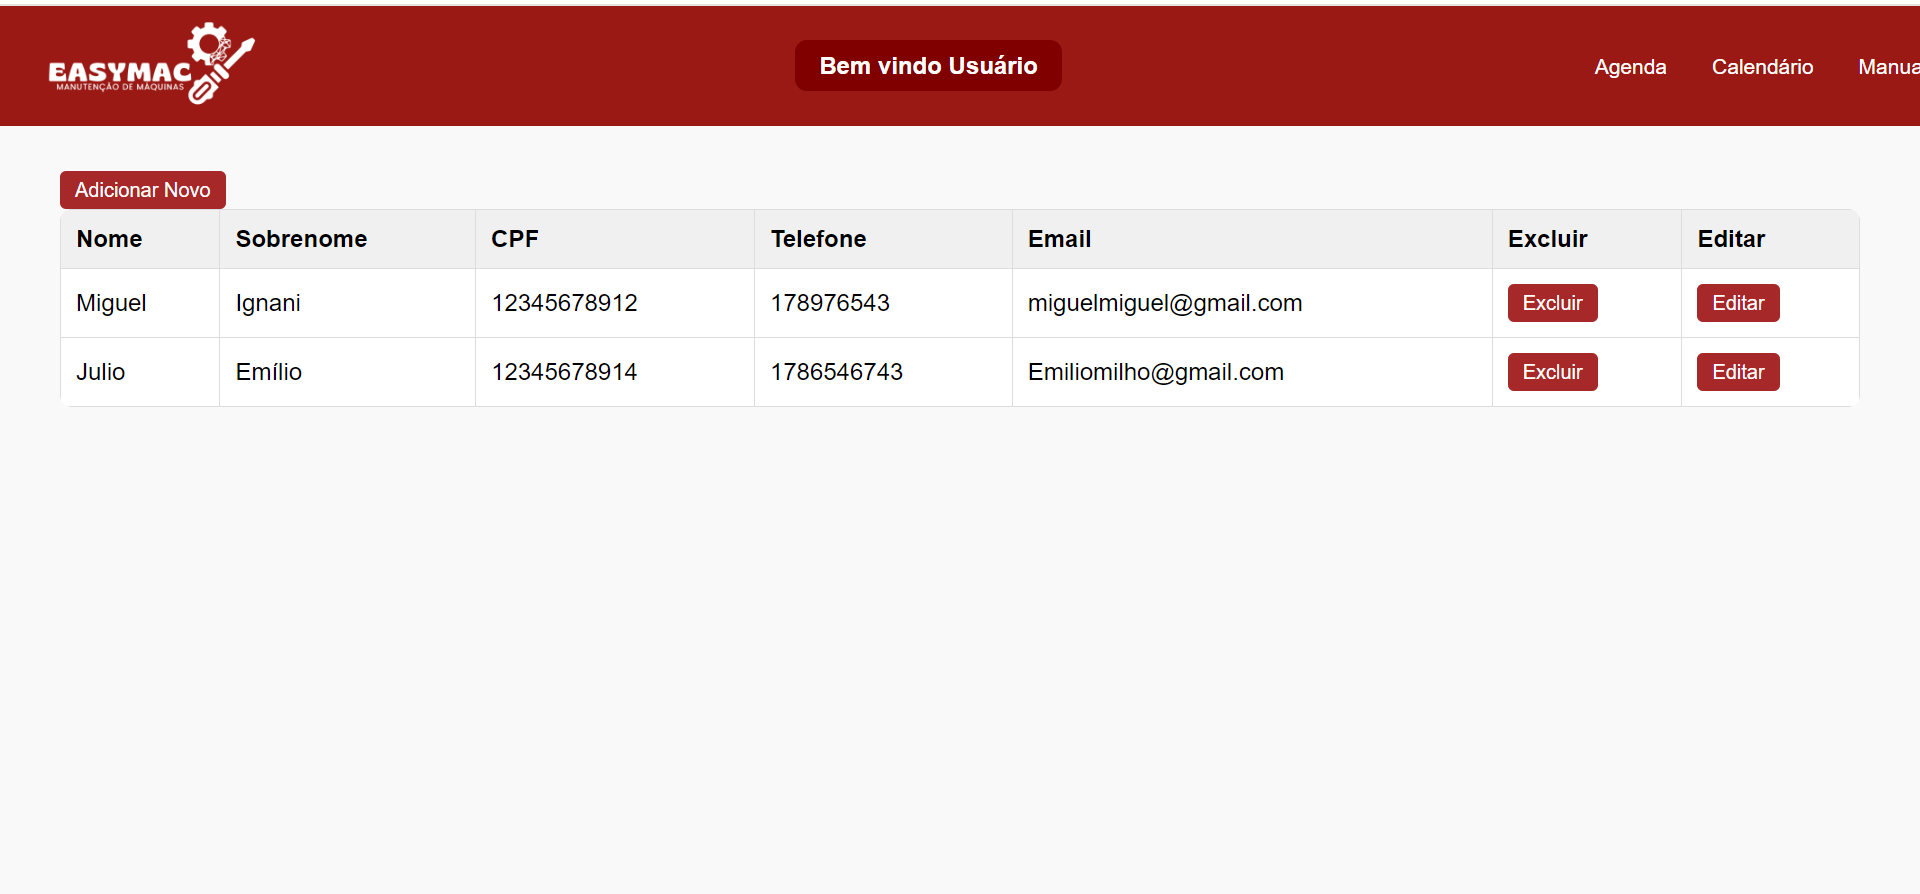 EASYMAC
MANUTENÇÃO DE MÁQUINAS
Bem vindo Usuário
Agenda Calendário Manua
Adicionar Novo
Nome Sobrenome CPF Telefone Email Excluir Editar
Miguel Ignani 12345678912 178976543 miguelmiguel@gmail.com Excluir Editar
Julio Emílio 12345678914 1786546743 Emiliomilho@gmail.com Excluir Editar